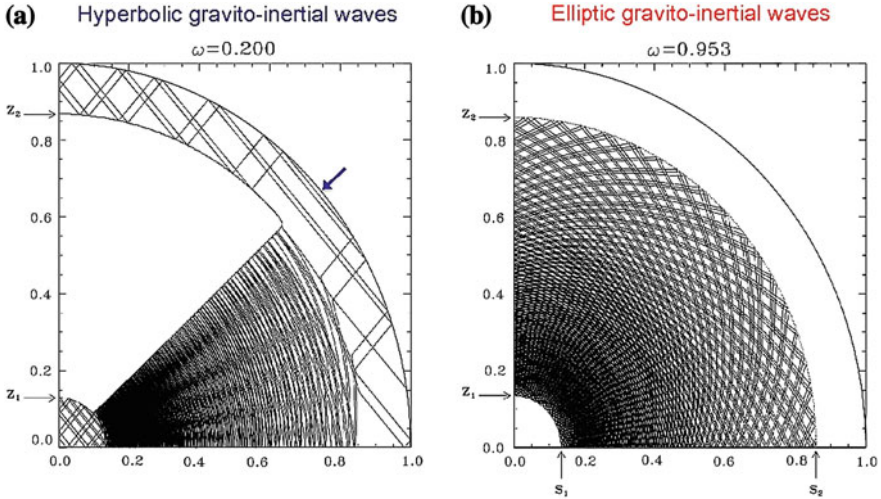 (a) Hyperbolic gravito-inertial waves
ω=0.200
1.0
z₂
0.8
0.6
0.4
0.2
z₁
0.0
0.0 0.2 0.4 0.6 0.8 1.0
(b) Elliptic gravito-inertial waves
ω=0.953
1.0
z₂
0.8
0.6
0.4
0.2
z₁
0.0
0.0 0.2 0.4 0.6 0.8 1.0
s₁ s₂